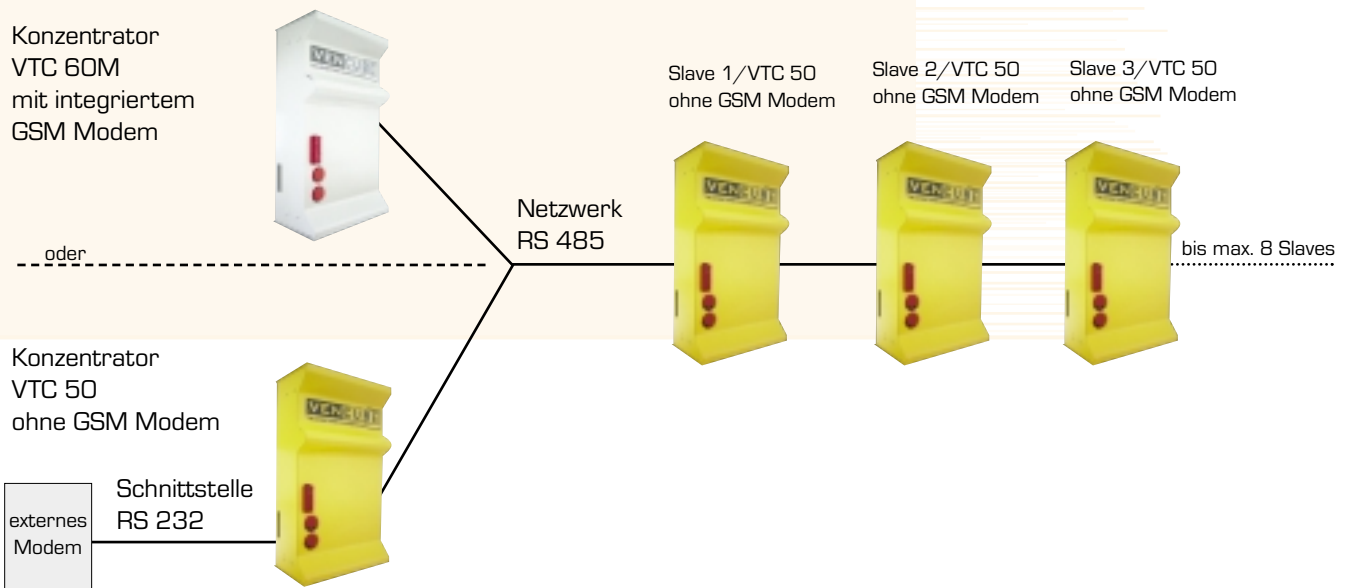 Konzentrator
VTC 60M
mit integriertem
GSM Modem
Slave 1/VTC 50
ohne GSM Modem
Slave 2/VTC 50
ohne GSM Modem
Slave 3/VTC 50
ohne GSM Modem
Netzwerk
RS 485
oder
bis max. 8 Slaves
Konzentrator
VTC 50
ohne GSM Modem
Schnittstelle
RS 232
externes
Modem